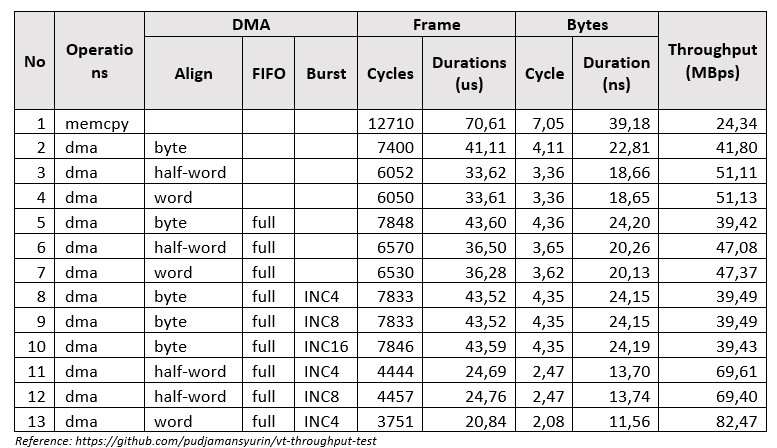 No Operatio ns DMA Frame Bytes Throughput (MBps)
Align FIFO Burst Cycles Durations (us) Cycle Duration (ns)
1 memcpy 12710 70,61 7,05 39,18 24,34
2 dma byte 7400 41,11 4,11 22,81 41,80
3 dma half-word 6052 33,62 3,36 18,66 51,11
4 dma word 6050 33,61 3,36 18,65 51,13
5 dma byte full 7848 43,60 4,36 24,20 39,42
6 dma half-word full 6570 36,50 3,65 20,26 47,08
7 dma word full 6530 36,28 3,62 20,13 47,37
8 dma byte full INC4 7833 43,52 4,35 24,15 39,49
9 dma byte full INC8 7833 43,52 4,35 24,15 39,49
10 dma byte full INC16 7846 43,59 4,35 24,19 39,43
11 dma half-word full INC4 4444 24,69 2,47 13,70 69,61
12 dma half-word full INC8 4457 24,76 2,47 13,74 69,40
13 dma word full INC4 3751 20,84 2,08 11,56 82,47
Reference: https://github.com/pudjamansyurin/vt-throughput-test